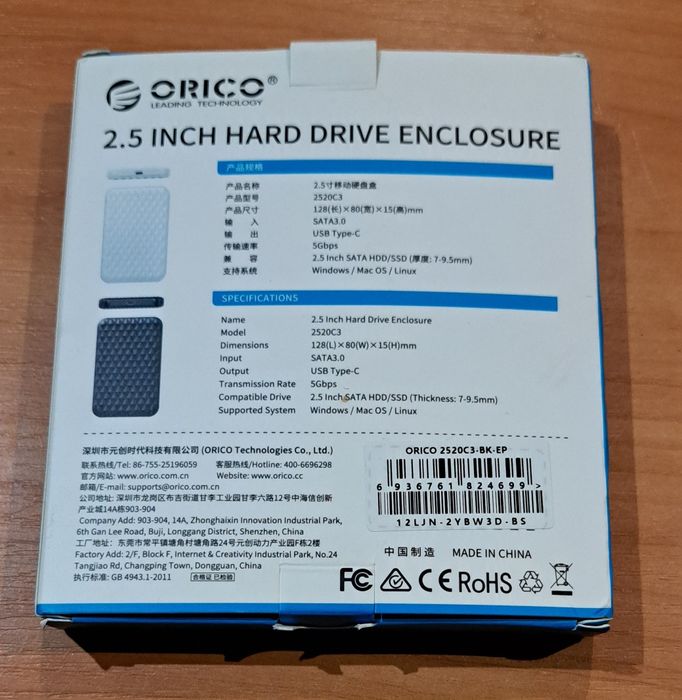 ORICO®
LEADING TECHNOLOGY
2.5 INCH HARD DRIVE ENCLOSURE
产品规格
产品名称 2.5寸移动硬盘盒
产品型号 2520C3
产品尺寸 128(长)×80(宽)×15(高)mm
输 入 SATA3.0
输 出 USB Type-C
传输速率 5Gbps
兼 容 2.5 Inch SATA HDD/SSD (厚度: 7-9.5mm)
支持系统 Windows / Mac OS / Linux
SPECIFICATIONS
Name 2.5 Inch Hard Drive Enclosure
Model 2520C3
Dimensions 128(L)×80(W)×15(H)mm
Input SATA3.0
Output USB Type-C
Transmission Rate 5Gbps
Compatible Drive 2.5 Inch SATA HDD/SSD (Thickness: 7-9.5mm)
Supported System Windows / Mac OS / Linux
深圳市元创时代科技有限公司 (ORICO Technologies Co., Ltd.)
联系热线/Tel: 86-755-25196059 客服热线/Hotline: 400-6696298
官方网站: www.orico.com.cn Website: www.orico.cc
邮箱/E-mail: supports@orico.com.cn
公司地址: 深圳市龙岗区布吉街道甘李工业园甘李六路12号中海信创新
产业城14A栋903-904
Company Add: 903-904, 14A, Zhonghaixin Innovation Industrial Park,
6th Gan Lee Road, Buji, Longgang District, Shenzhen, China
工厂地址: 东莞市常平镇塘角村塘角路24号元创动力产业园F栋2楼
Factory Add: 2/F, Block F, Internet & Creativity Industrial Park, No.24
Tangjiao Rd, Changping Town, Dongguan, China
执行标准: GB 4943.1-2011 合格证 已检验
ORICO 2520C3-BK-EP
6 936761 824699 >
12LJN-2YBW3D-BS
中国制造 MADE IN CHINA
FC CE RoHS